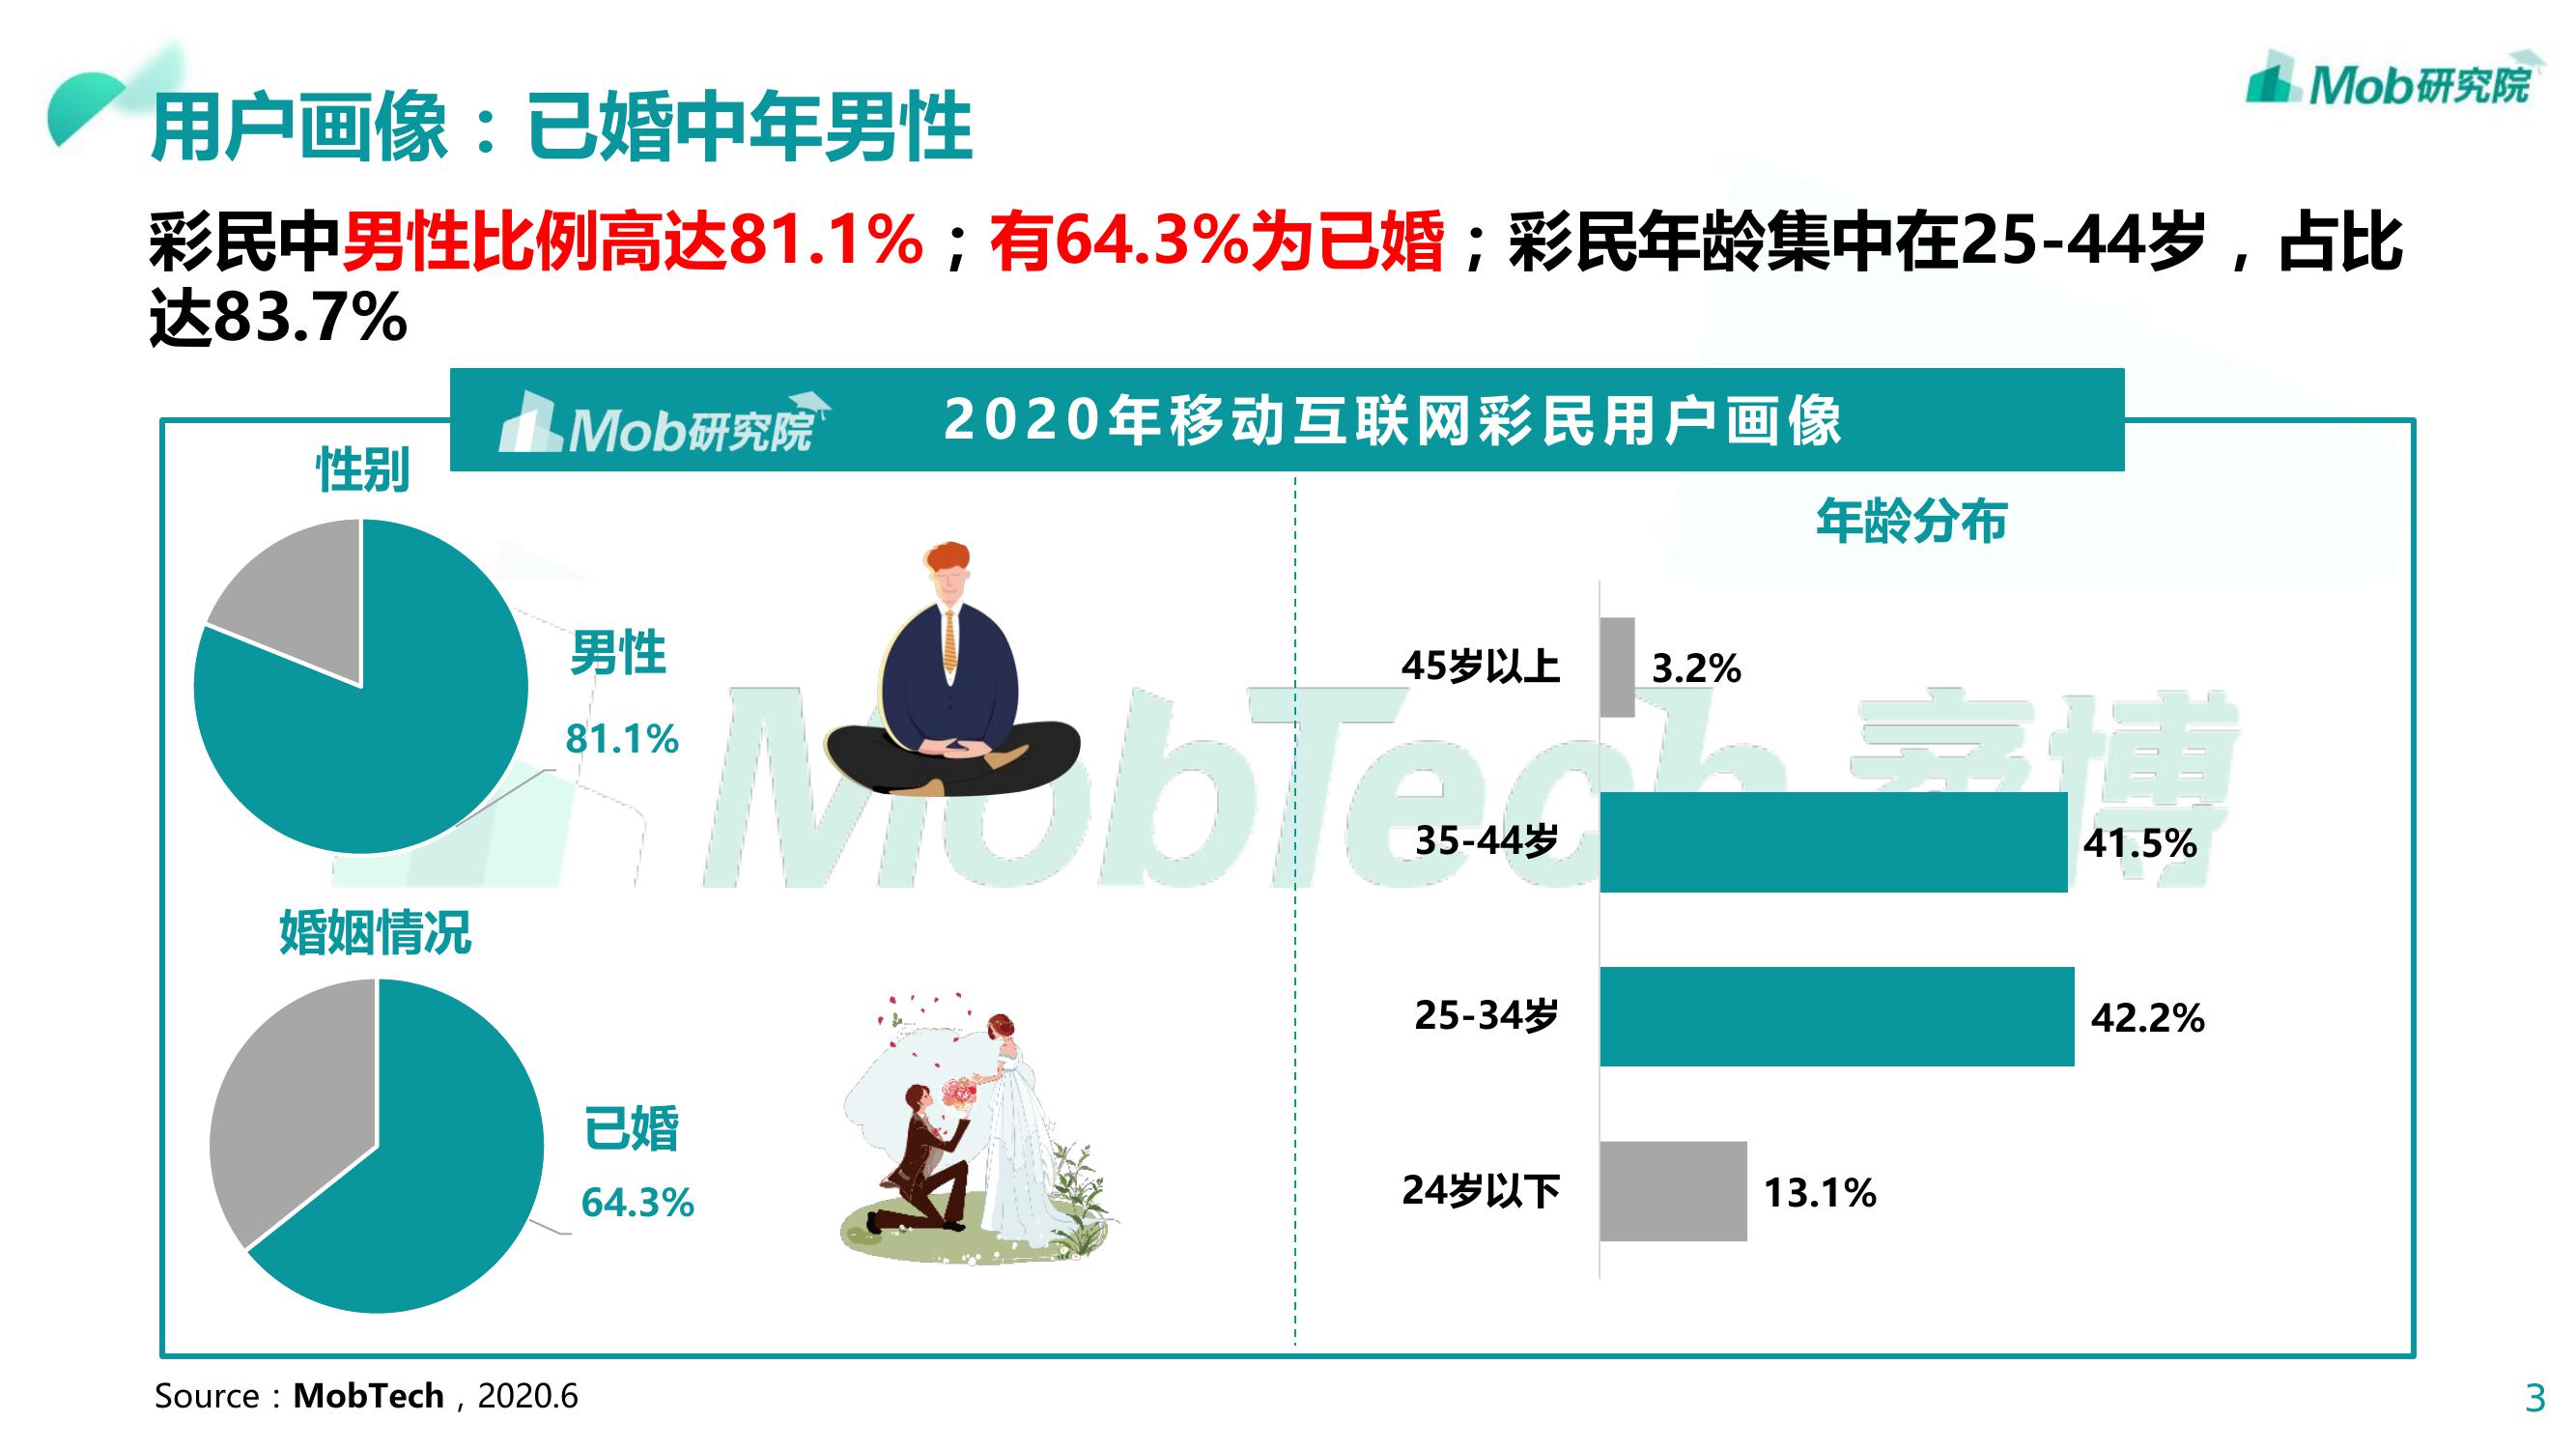 Mob研究院
用户画像：已婚中年男性
彩民中男性比例高达81.1%；有64.3%为已婚；彩民年龄集中在25-44岁，占比
达83.7%
Mob研究院
2020年移动互联网彩民用户画像
性别
男性
81.1%
婚姻情况
已婚
64.3%
年龄分布
45岁以上
3.2%
35-44岁
41.5%
25-34岁
42.2%
24岁以下
13.1%
MobTech 袤博
Source：MobTech，2020.6
3